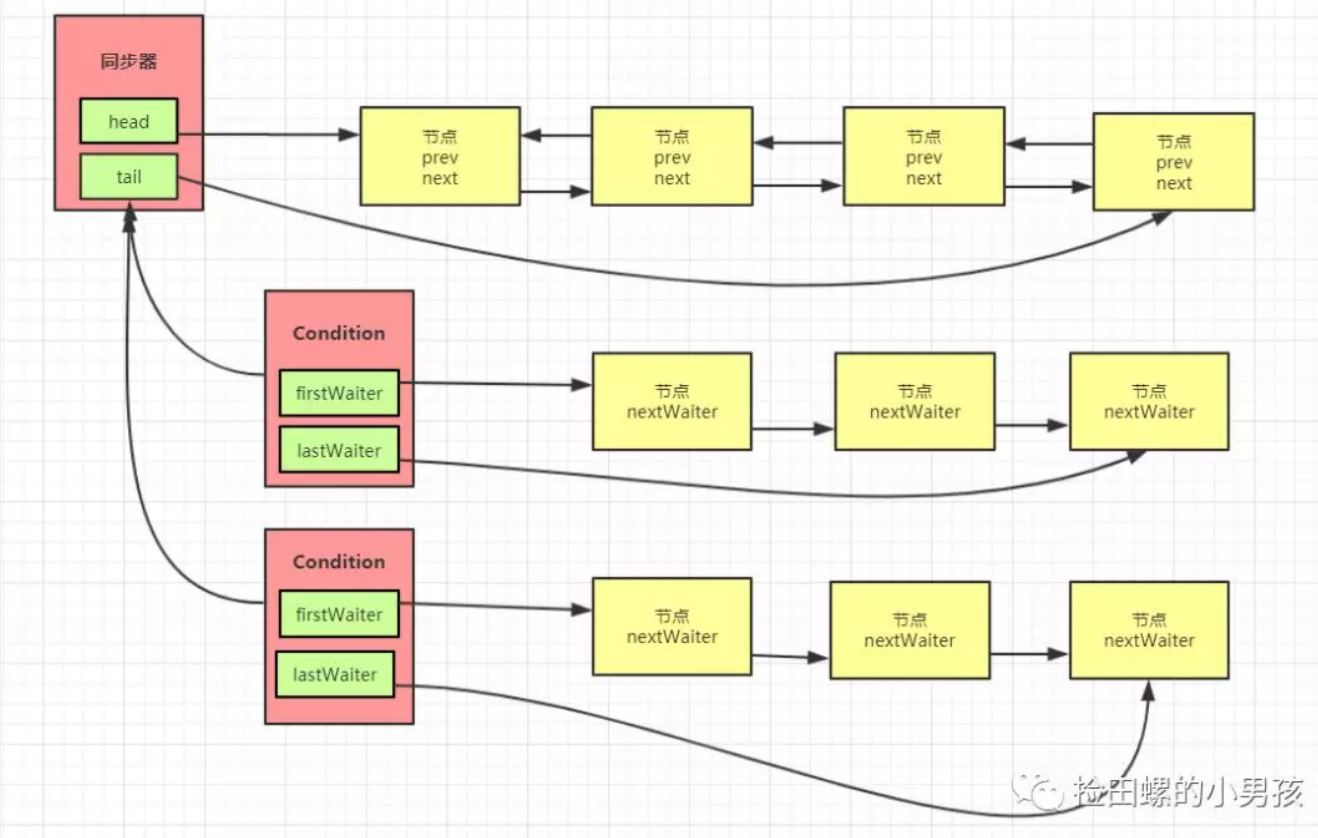 同步器
head
tail
节点
prev
next
节点
prev
next
节点
prev
next
节点
prev
next
Condition
firstWaiter
lastWaiter
节点
nextWaiter
节点
nextWaiter
节点
nextWaiter
Condition
firstWaiter
lastWaiter
节点
nextWaiter
节点
nextWaiter
节点
nextWaiter
捡田螺的小男孩